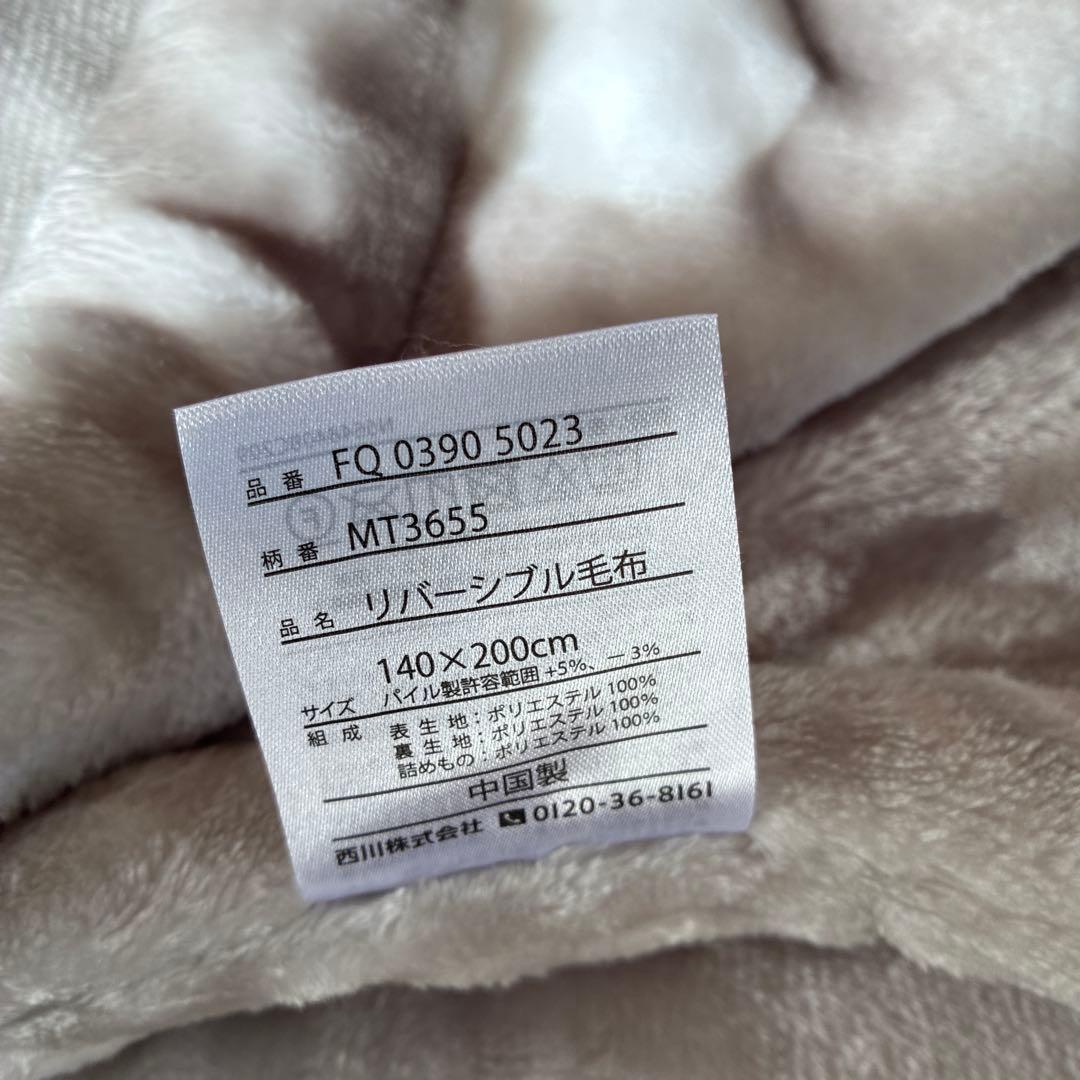 品番 FQ 0390 5023
柄番 MT3655
品名 リバーシブル毛布
140×200cm
サイズ パイル製許容範囲 +5%、−3%
組成 表生地：ポリエステル 100%
裏生地：ポリエステル 100%
詰めもの：ポリエステル 100%
中国製
西川株式会社 0120-36-8161